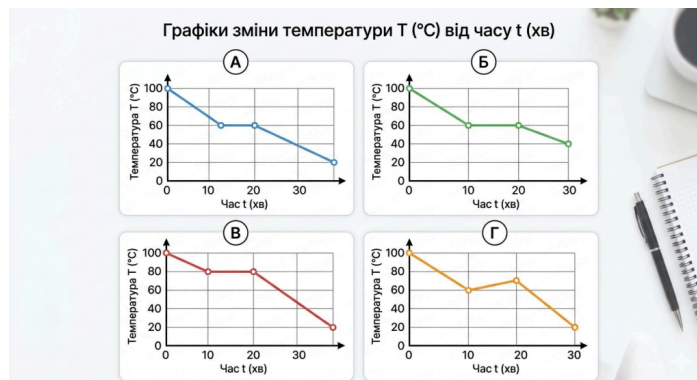 Графіки зміни температури T (°C) від часу t (хв)
А
Температура T (°C)
100
80
60
40
20
0
0 10 20 30
Час t (хв)
Б
Температура T (°C)
100
80
60
40
20
0
0 10 20 30
Час t (хв)
В
Температура T (°C)
100
80
60
40
20
0
0 10 20 30
Час t (хв)
Г
Температура T (°C)
100
80
60
40
20
0
0 10 20 30
Час t (хв)